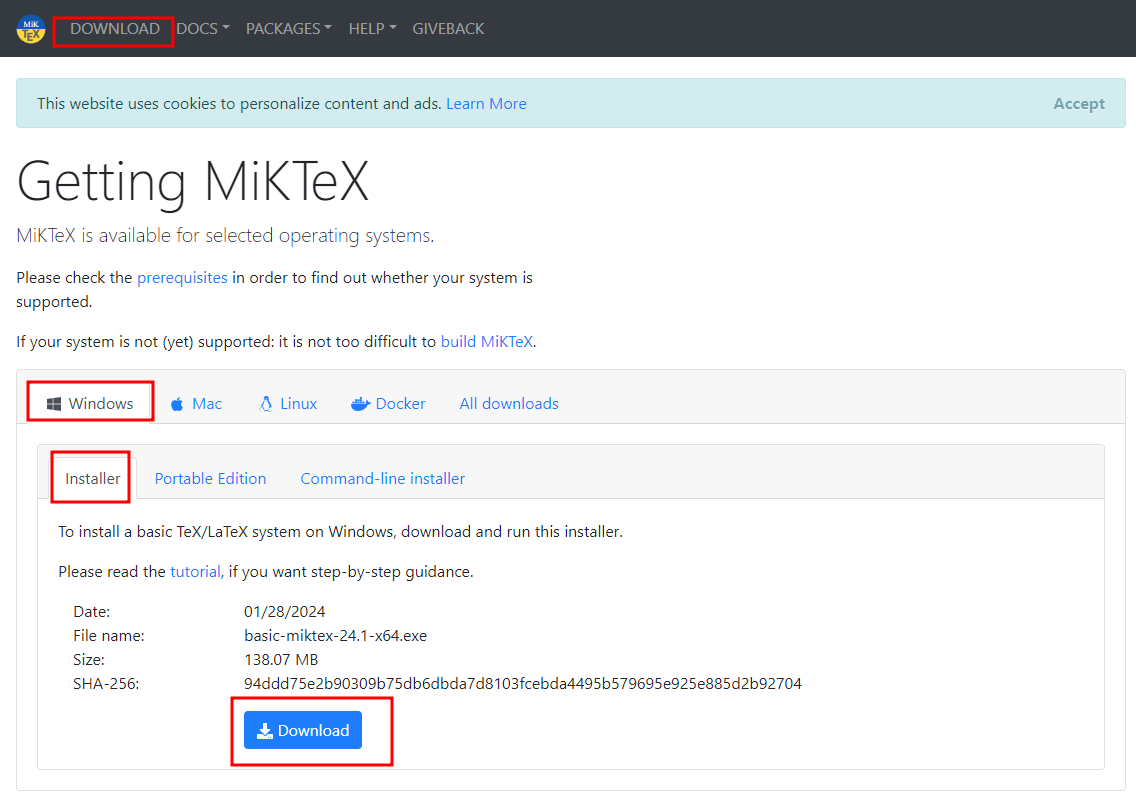 MiK
TEX
DOWNLOAD DOCS PACKAGES HELP GIVEBACK
This website uses cookies to personalize content and ads. Learn More Accept
Getting MiKTeX
MiKTeX is available for selected operating systems.
Please check the prerequisites in order to find out whether your system is
supported.
If your system is not (yet) supported: it is not too difficult to build MiKTeX.
Windows Mac Linux Docker All downloads
Installer Portable Edition Command-line installer
To install a basic TeX/LaTeX system on Windows, download and run this installer.
Please read the tutorial, if you want step-by-step guidance.
Date: 01/28/2024
File name: basic-miktex-24.1-x64.exe
Size: 138.07 MB
SHA-256: 94ddd75e2b90309b75db6dbda7d8103fcebda4495b579695e925e885d2b92704
Download